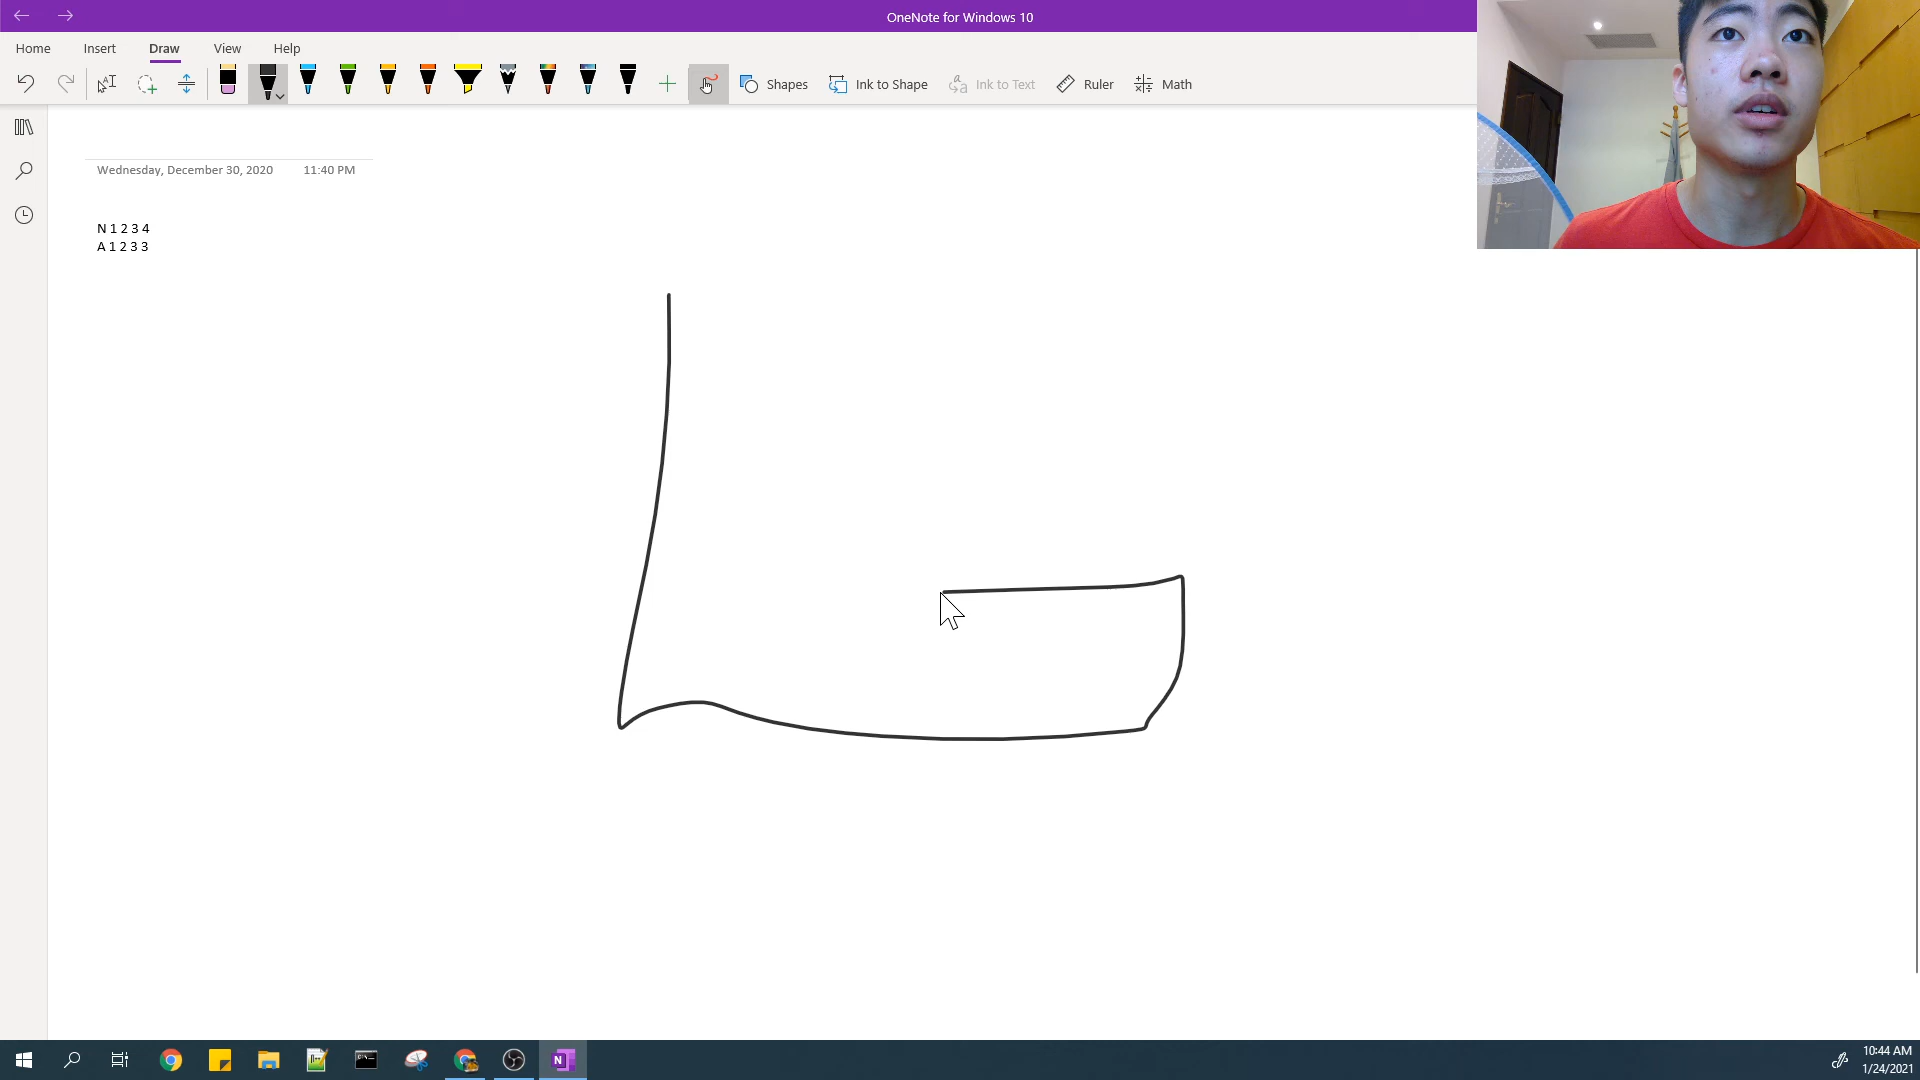 OneNote for Windows 10
Home Insert Draw View Help
Shapes Ink to Shape Ink to Text Ruler Math
Wednesday, December 30, 2020 11:40 PM
N 1 2 3 4
A 1 2 3 3
10:44 AM
1/24/2021